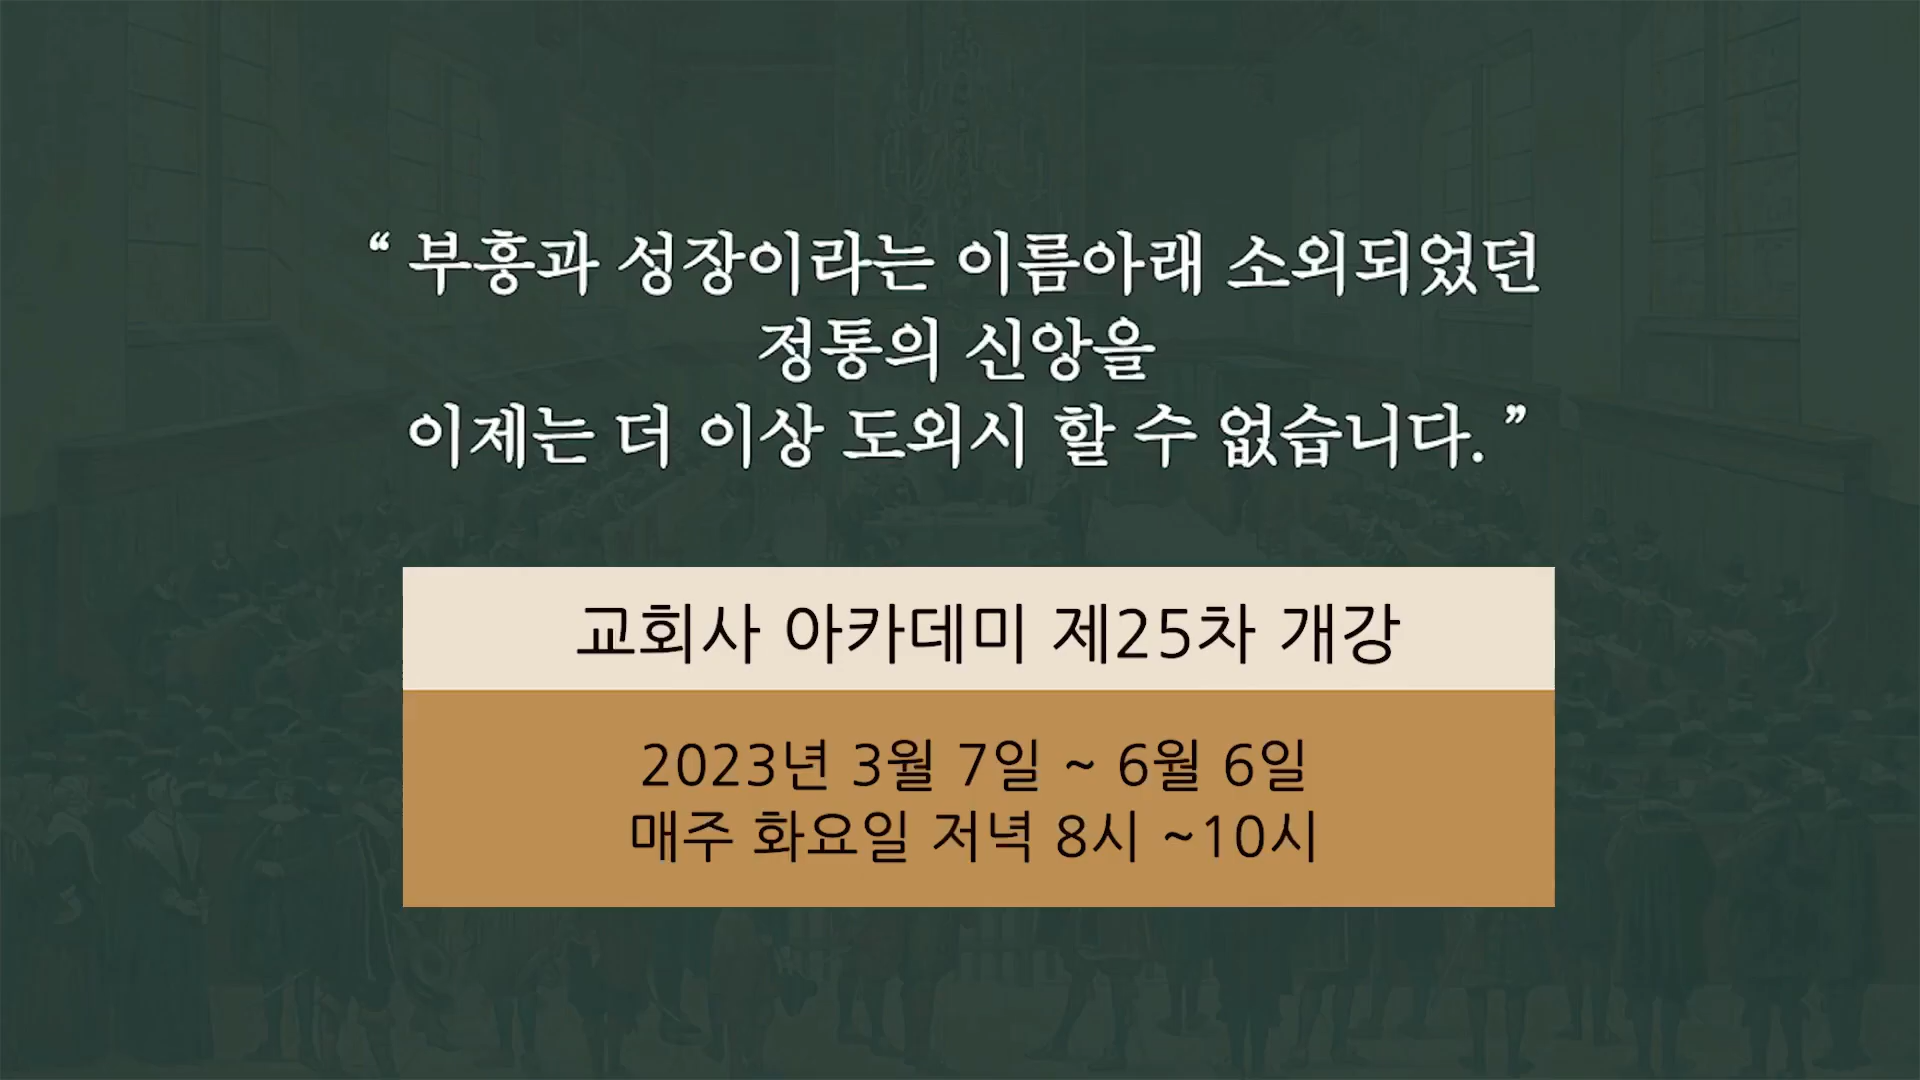 “ 부흥과 성장이라는 이름아래 소외되었던
정통의 신앙을
이제는 더 이상 도외시 할 수 없습니다. ”
교회사 아카데미 제25차 개강
2023년 3월 7일 ~ 6월 6일
매주 화요일 저녁 8시 ~10시